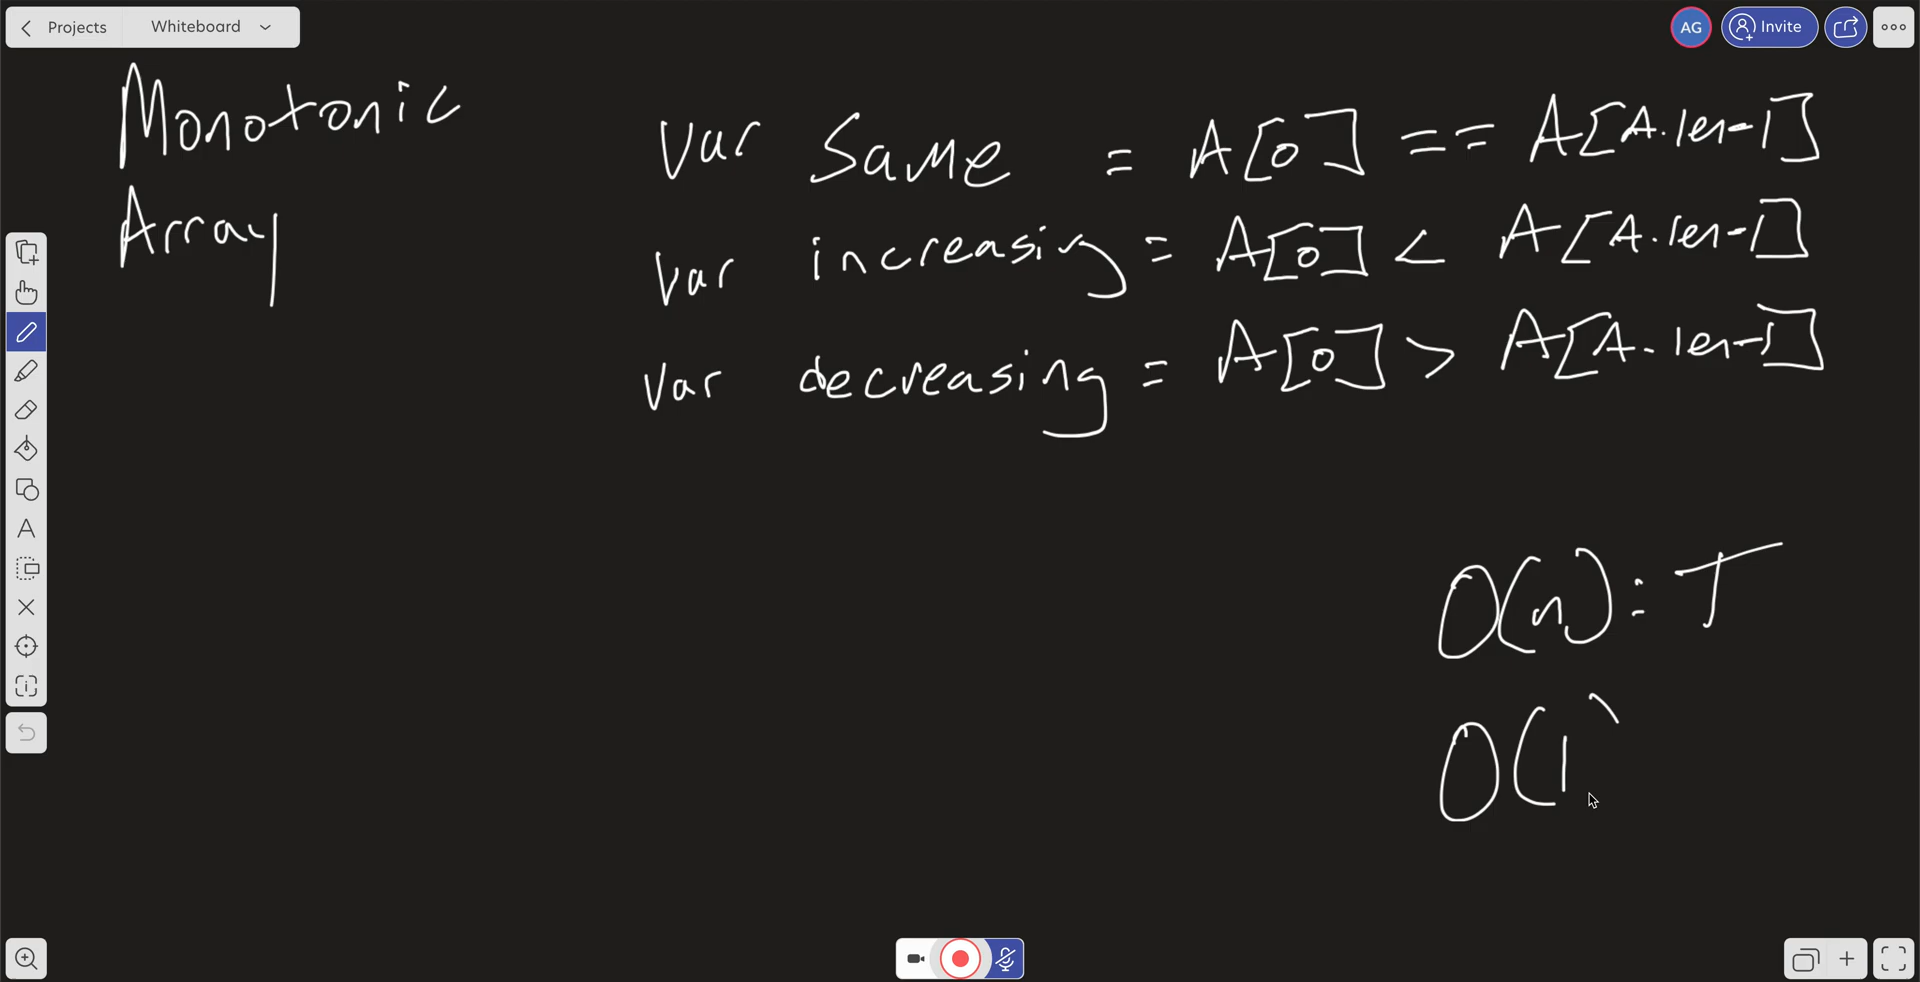 Projects
Whiteboard
AG
Invite
Monotonic
Array
var same = A[0] == A[A.len-1]
var increasing = A[0] < A[A.len-1]
var decreasing = A[0] > A[A.len-1]
A
O(n): T
O(1)